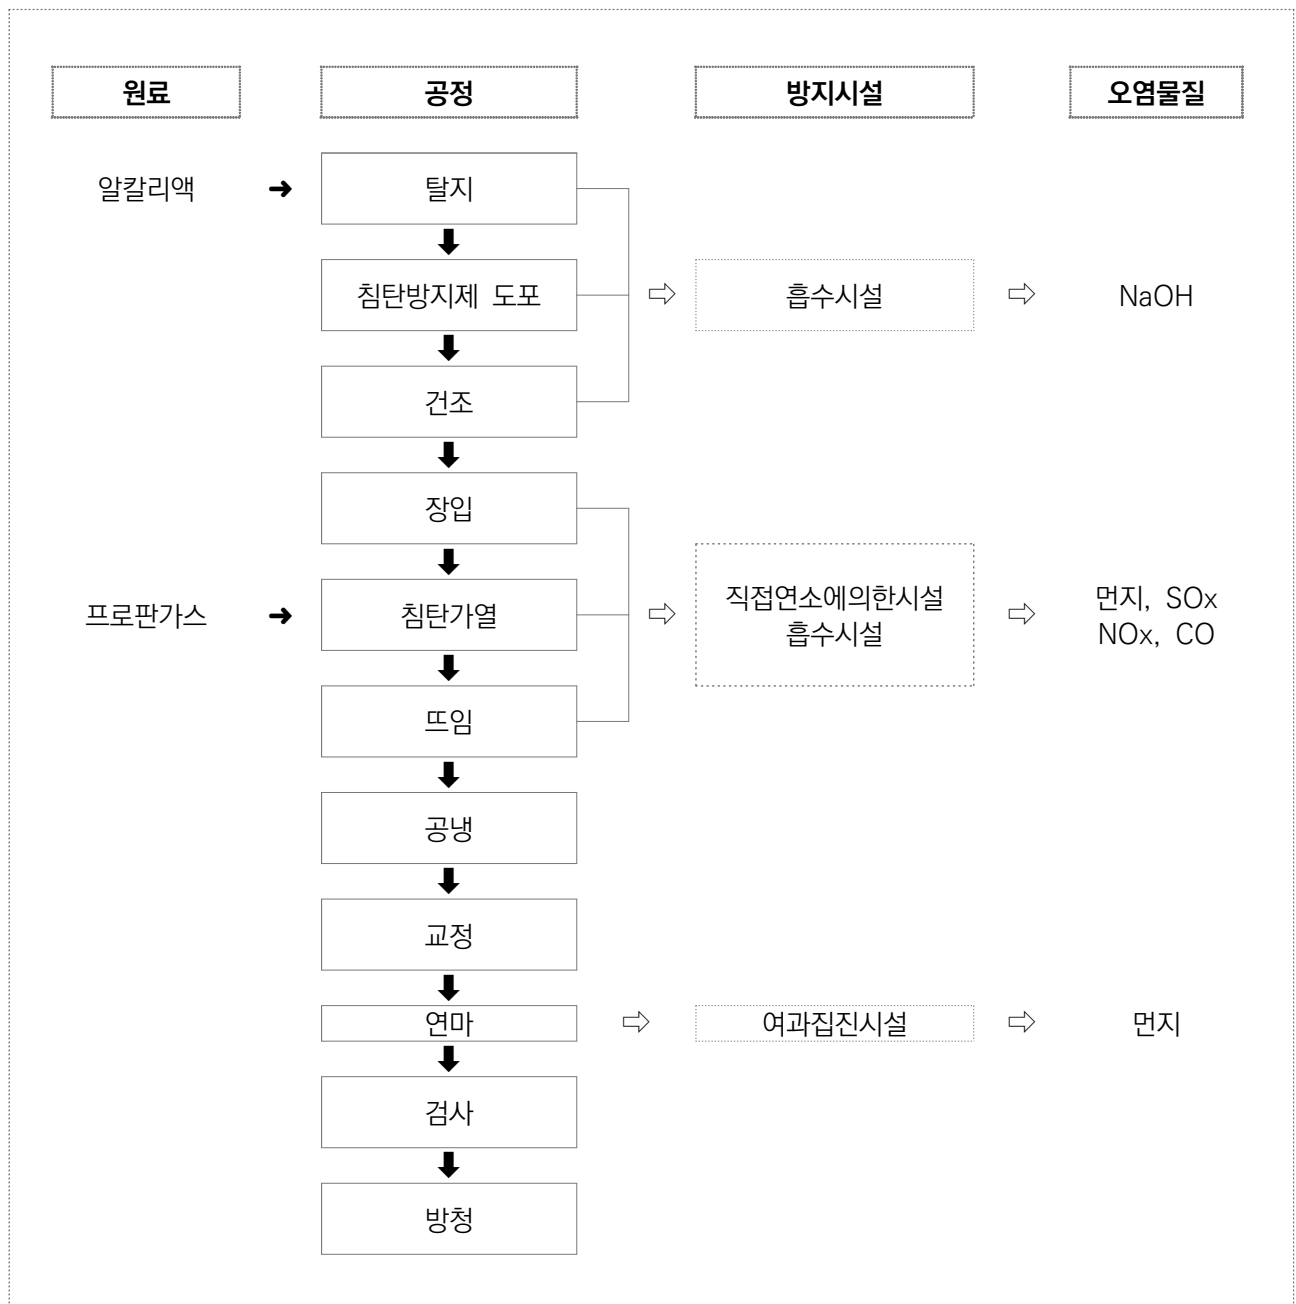 원료 공정 방지시설 오염물질
알칼리액 ➜ 탈지
침탄방지제 도포 ⇨ 흡수시설 ⇨ NaOH
건조
장입
프로판가스 ➜ 침탄가열 ⇨ 직접연소에의한시설 ⇨ 먼지, SOx
흡수시설 NOx, CO
뜨임
공냉
교정
연마 ⇨ 여과집진시설 ⇨ 먼지
검사
방청